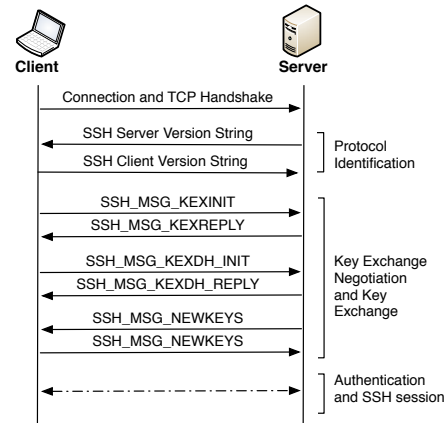 Client
Server
Connection and TCP Handshake
SSH Server Version String
SSH Client Version String
Protocol
Identification
SSH_MSG_KEXINIT
SSH_MSG_KEXREPLY
SSH_MSG_KEXDH_INIT
SSH_MSG_KEXDH_REPLY
SSH_MSG_NEWKEYS
SSH_MSG_NEWKEYS
Key Exchange
Negotiation
and Key
Exchange
Authentication
and SSH session